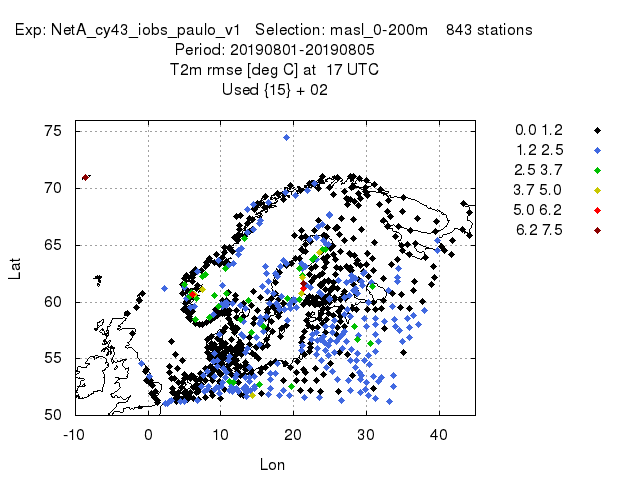 Exp: NetA_cy43_iobs_paulo_v1   Selection: masl_0-200m    843 stations
Period: 20190801-20190805
T2m rmse [deg C] at  17 UTC
Used {15} + 02
75
70
65
60
55
50
-10 0 10 20 30 40
Lat
Lon
0.0 1.2
1.2 2.5
2.5 3.7
3.7 5.0
5.0 6.2
6.2 7.5